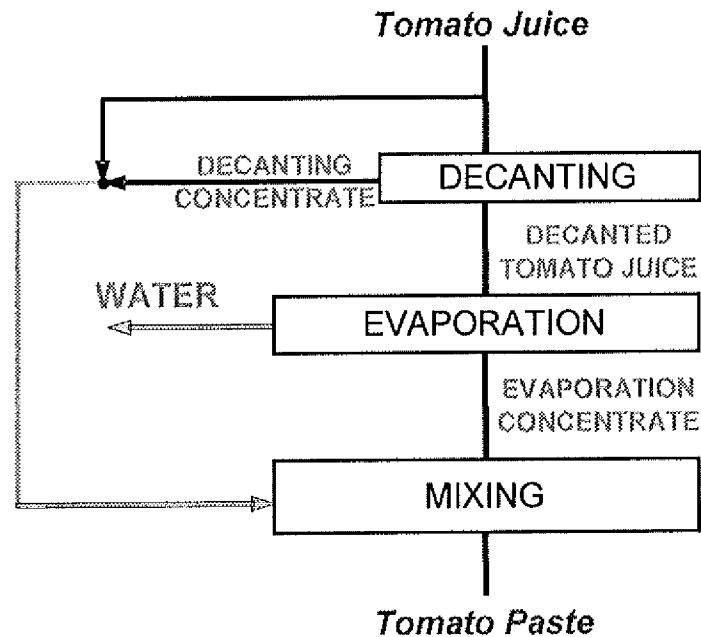 Tomato Juice
DECANTING
CONCENTRATE
DECANTING
DECANTED
TOMATO JUICE
WATER
EVAPORATION
EVAPORATION
CONCENTRATE
MIXING
Tomato Paste